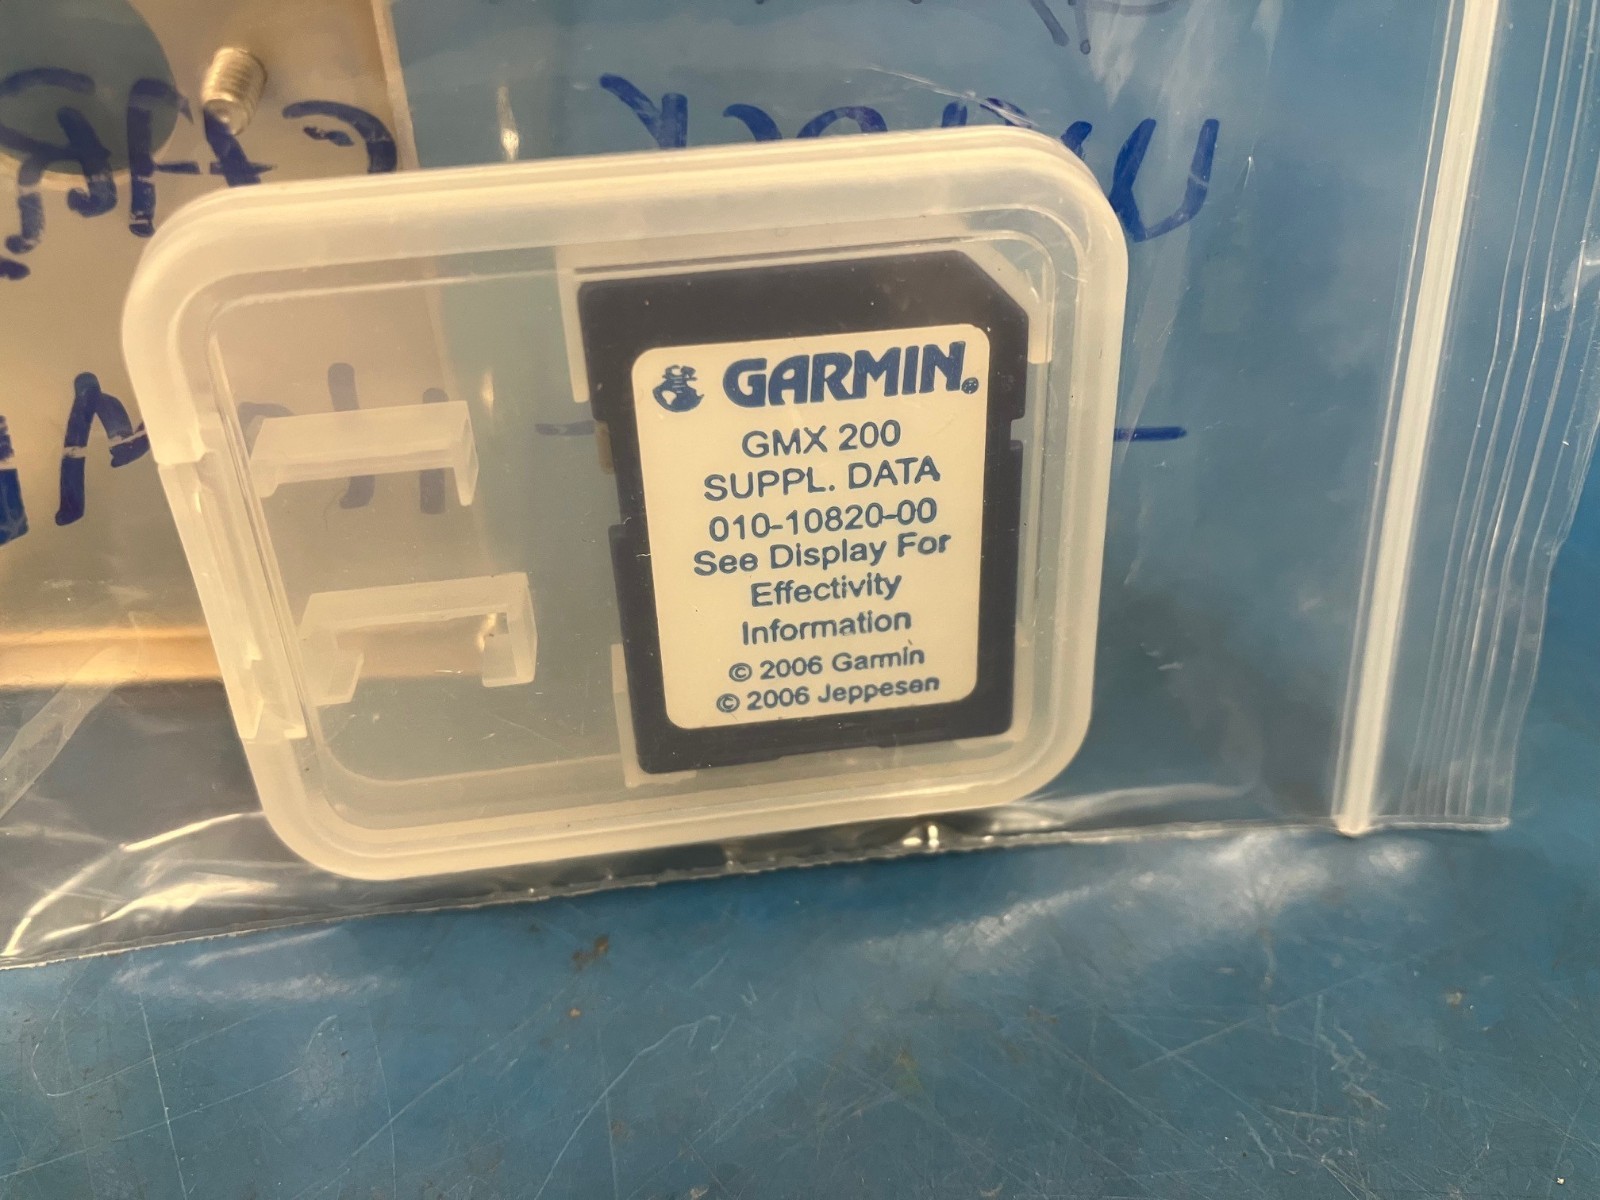 GARMIN®
GMX 200
SUPPL. DATA
010-10820-00
See Display For
Effectivity
Information
© 2006 Garmin
© 2006 Jeppesen